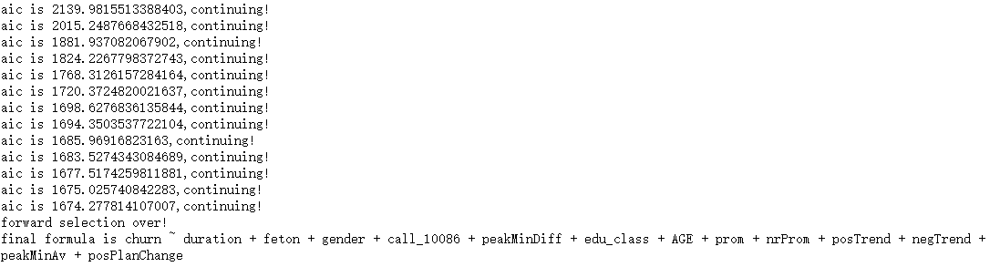 aic is 2139.9815513388403,continuing!
aic is 2015.2487668432518,continuing!
aic is 1881.937082067902,continuing!
aic is 1824.2267798372743,continuing!
aic is 1768.3126157284164,continuing!
aic is 1720.3724820021637,continuing!
aic is 1698.6276836135844,continuing!
aic is 1694.3503537722104,continuing!
aic is 1685.96916823163,continuing!
aic is 1683.5274343084689,continuing!
aic is 1677.5174259811881,continuing!
aic is 1675.025740842283,continuing!
aic is 1674.277814107007,continuing!
forward selection over!
final formula is churn ~ duration + feton + gender + call_10086 + peakMinDiff + edu_class + AGE + prom + nrProm + posTrend + negTrend +
peakMinAv + posPlanChange